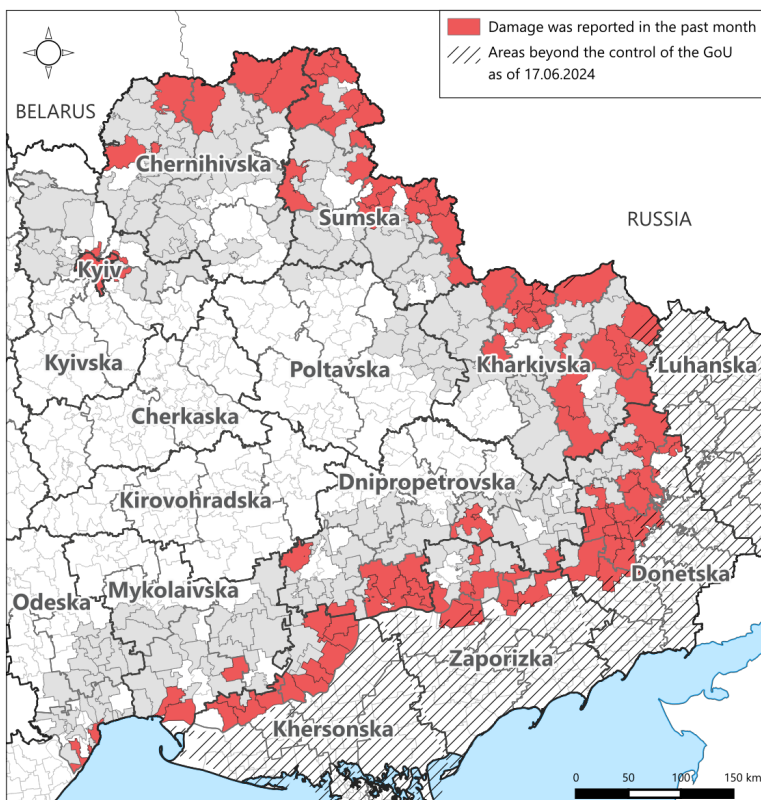 Damage was reported in the past month
Areas beyond the control of the GoU
as of 17.06.2024
BELARUS
Chernihivska
Sumska
RUSSIA
Kyiv
Kyivska
Poltavska
Kharkivska
Luhanska
Cherkaska
Dnipropetrovska
Kirovohradska
Donetska
Odeska
Mykolaivska
Zaporizka
Khersonska
0 50 100 150 km